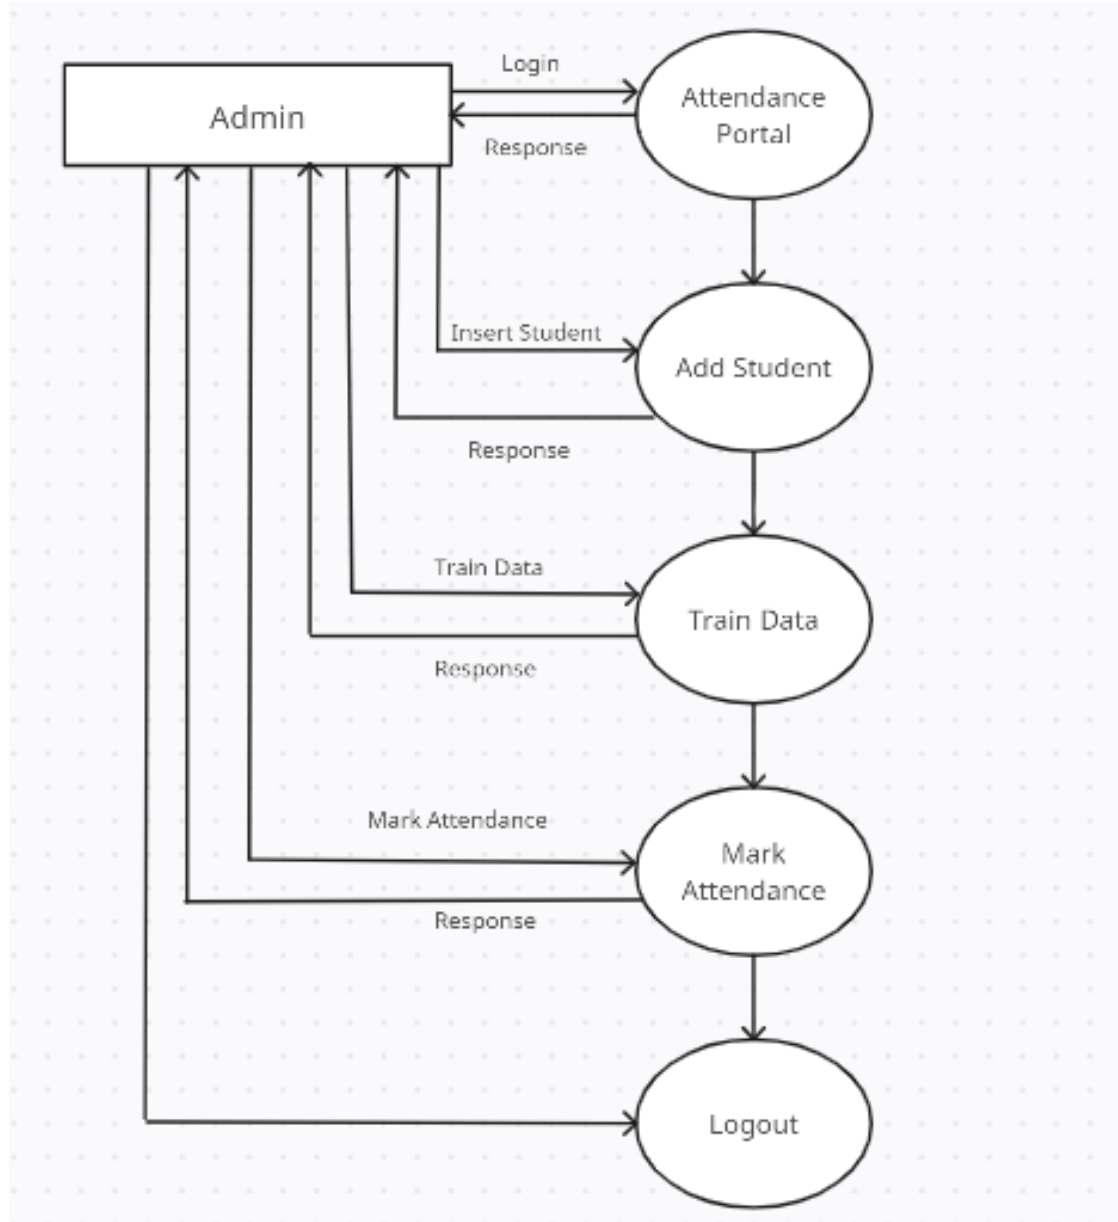 Login
Admin
Attendance
Portal
Response
Insert Student
Add Student
Response
Train Data
Train Data
Response
Mark Attendance
Mark
Attendance
Response
Logout